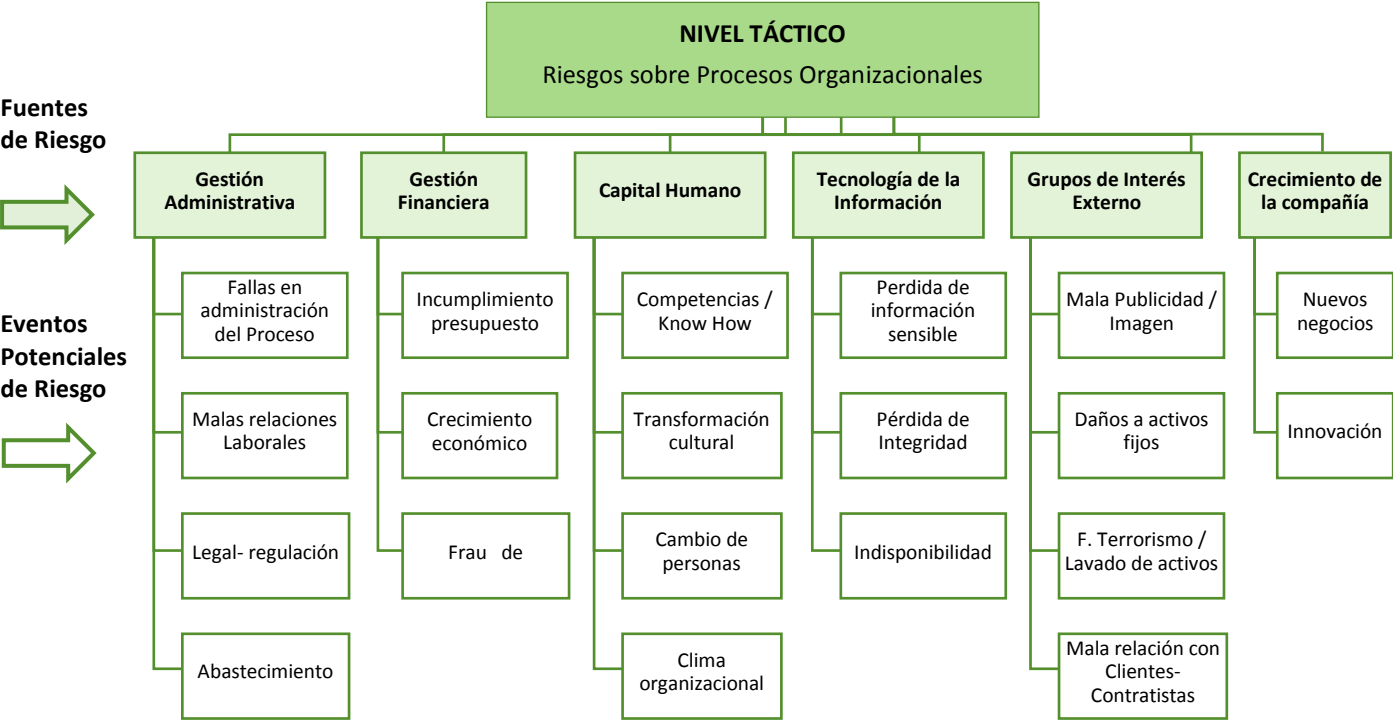 NIVEL TÁCTICO
Riesgos sobre Procesos Organizacionales
Fuentes
de Riesgo
Gestión
Administrativa
Gestión
Financiera
Capital Humano
Tecnología de la
Información
Grupos de Interés
Externo
Crecimiento de
la compañía
Eventos
Potenciales
de Riesgo
Fallas en
administración
del Proceso
Malas relaciones
Laborales
Legal- regulación
Abastecimiento
Incumplimiento
presupuesto
Crecimiento
económico
Frau de
Competencias /
Know How
Transformación
cultural
Cambio de
personas
Clima
organizacional
Perdida de
información
sensible
Pérdida de
Integridad
Indisponibilidad
Mala Publicidad /
Imagen
Daños a activos
fijos
F. Terrorismo /
Lavado de activos
Mala relación con
Clientes-
Contratistas
Nuevos
negocios
Innovación